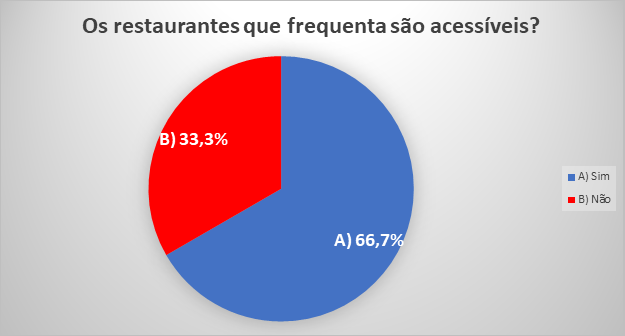 Os restaurantes que frequenta são acessíveis?
B) 33,3%
A) 66,7%
A) Sim
B) Não